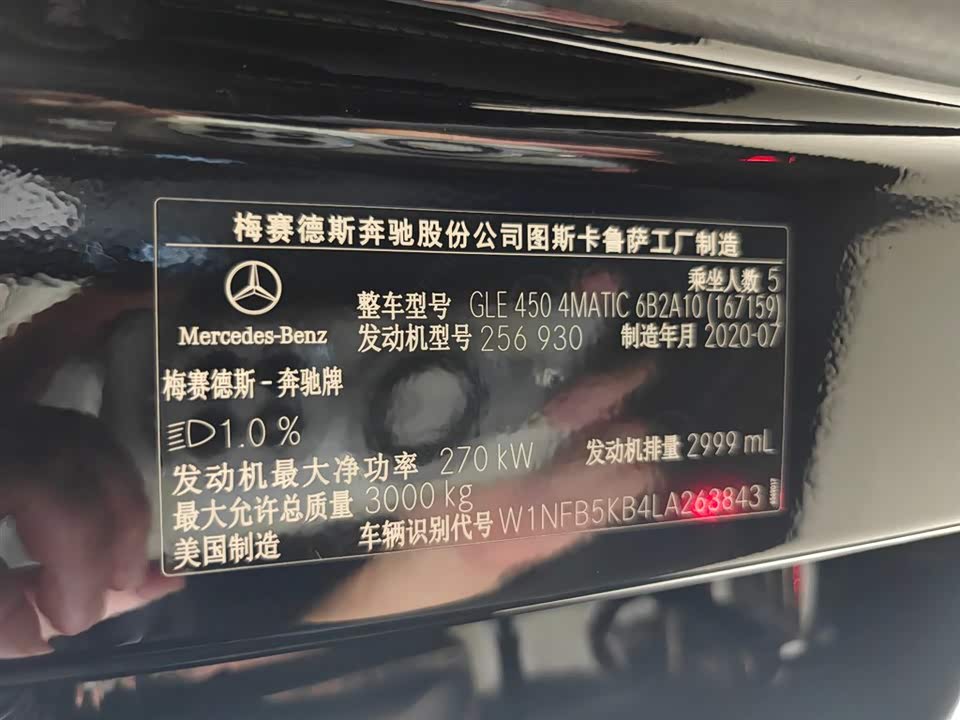 梅赛德斯奔驰股份公司图斯卡鲁萨工厂制造
乘坐人数 5
Mercedes-Benz
整车型号 GLE 450 4MATIC 6B2A10 (167159)
发动机型号 256 930 制造年月 2020-07
梅赛德斯-奔驰牌
1.0 %
发动机最大净功率 270 kW 发动机排量 2999 mL
最大允许总质量 3000 kg
美国制造 车辆识别代号 W1NFB5KB4LA263843